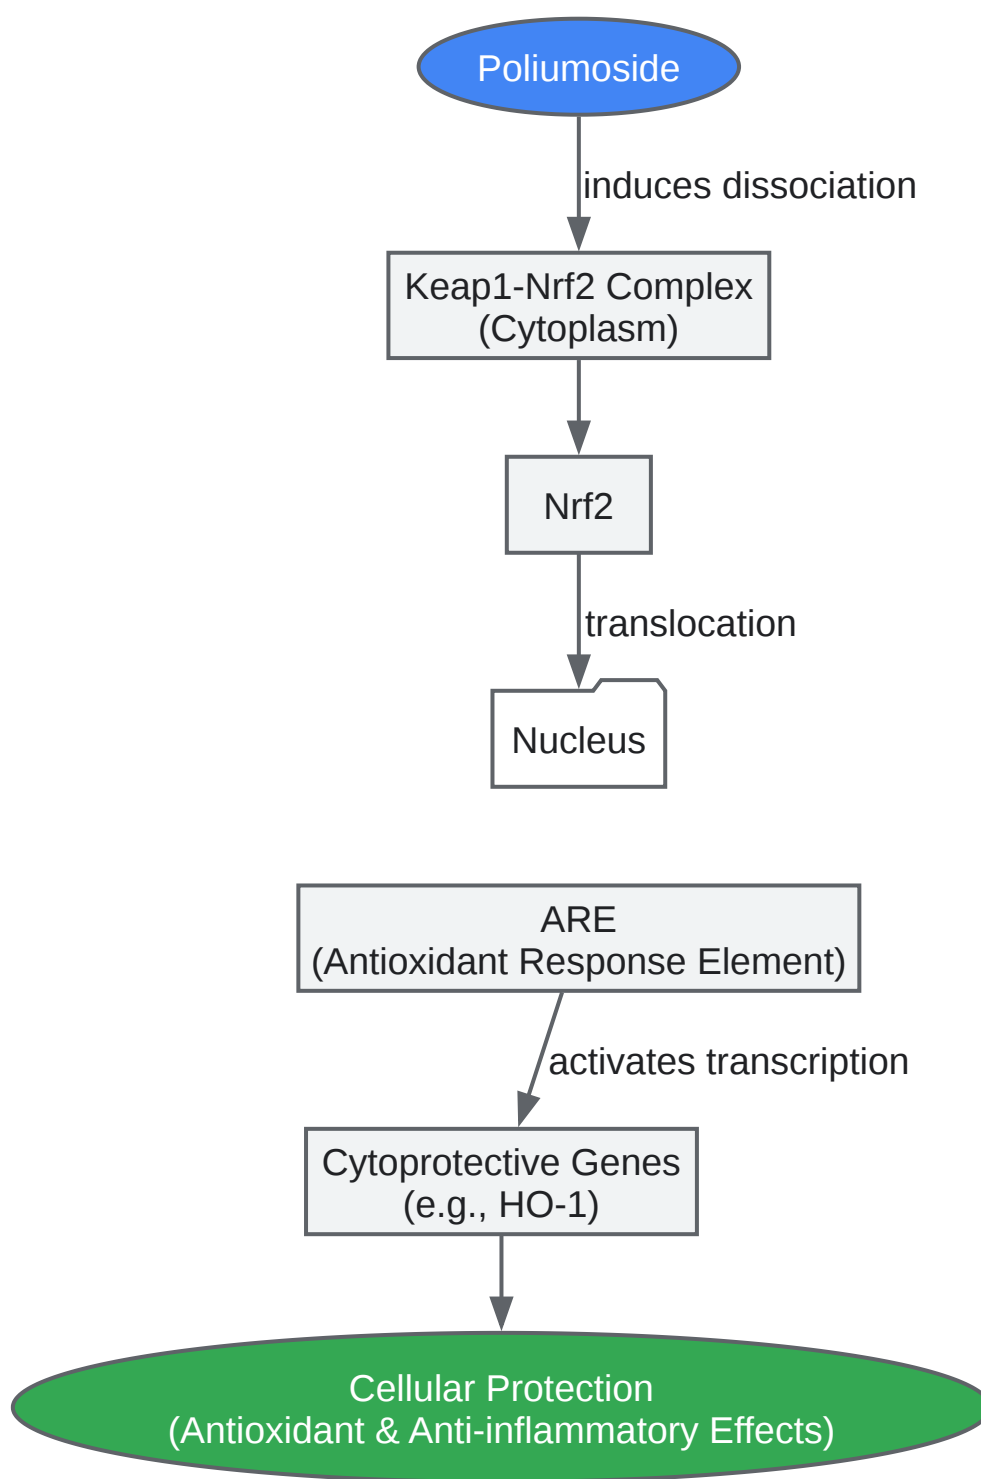 Poliumoside
induces dissociation
Keap1-Nrf2 Complex
(Cytoplasm)
Nrf2
translocation
Nucleus
ARE
(Antioxidant Response Element)
activates transcription
Cytoprotective Genes
(e.g., HO-1)
Cellular Protection
(Antioxidant & Anti-inflammatory Effects)